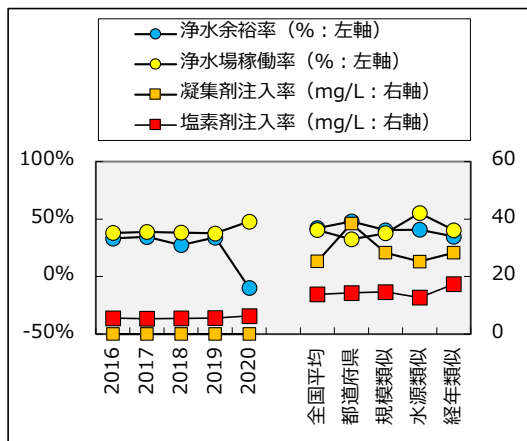 浄水余裕率（%：左軸）
浄水場稼働率（%：左軸）
凝集剤注入率（mg/L：右軸）
塩素剤注入率（mg/L：右軸）
100%
50%
0%
-50%
60
40
20
0
2016
2017
2018
2019
2020
全国平均
都道府県
規模類似
水源類似
経年類似